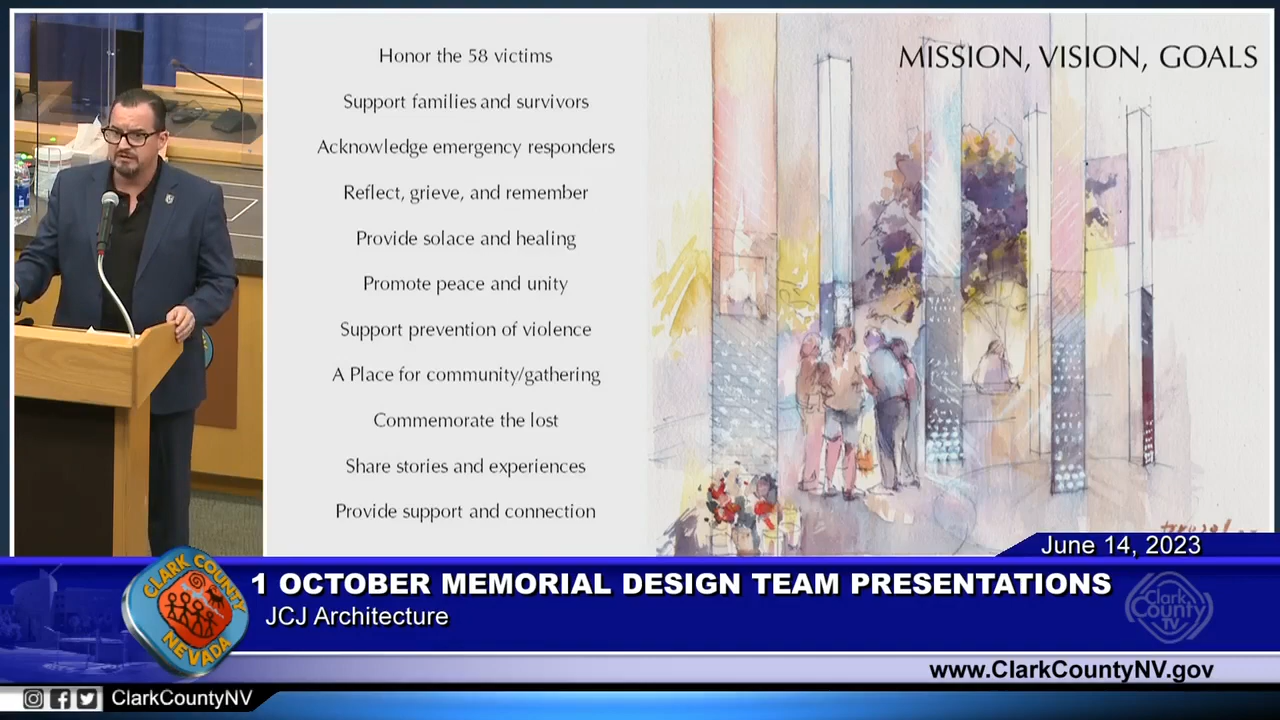 MISSION, VISION, GOALS
Honor the 58 victims
Support families and survivors
Acknowledge emergency responders
Reflect, grieve, and remember
Provide solace and healing
Promote peace and unity
Support prevention of violence
A Place for community/gathering
Commemorate the lost
Share stories and experiences
Provide support and connection
June 14, 2023
1 OCTOBER MEMORIAL DESIGN TEAM PRESENTATIONS
JCJ Architecture
CLARK COUNTY
NEVADA
Clark
County
TV
www.ClarkCountyNV.gov
ClarkCountyNV